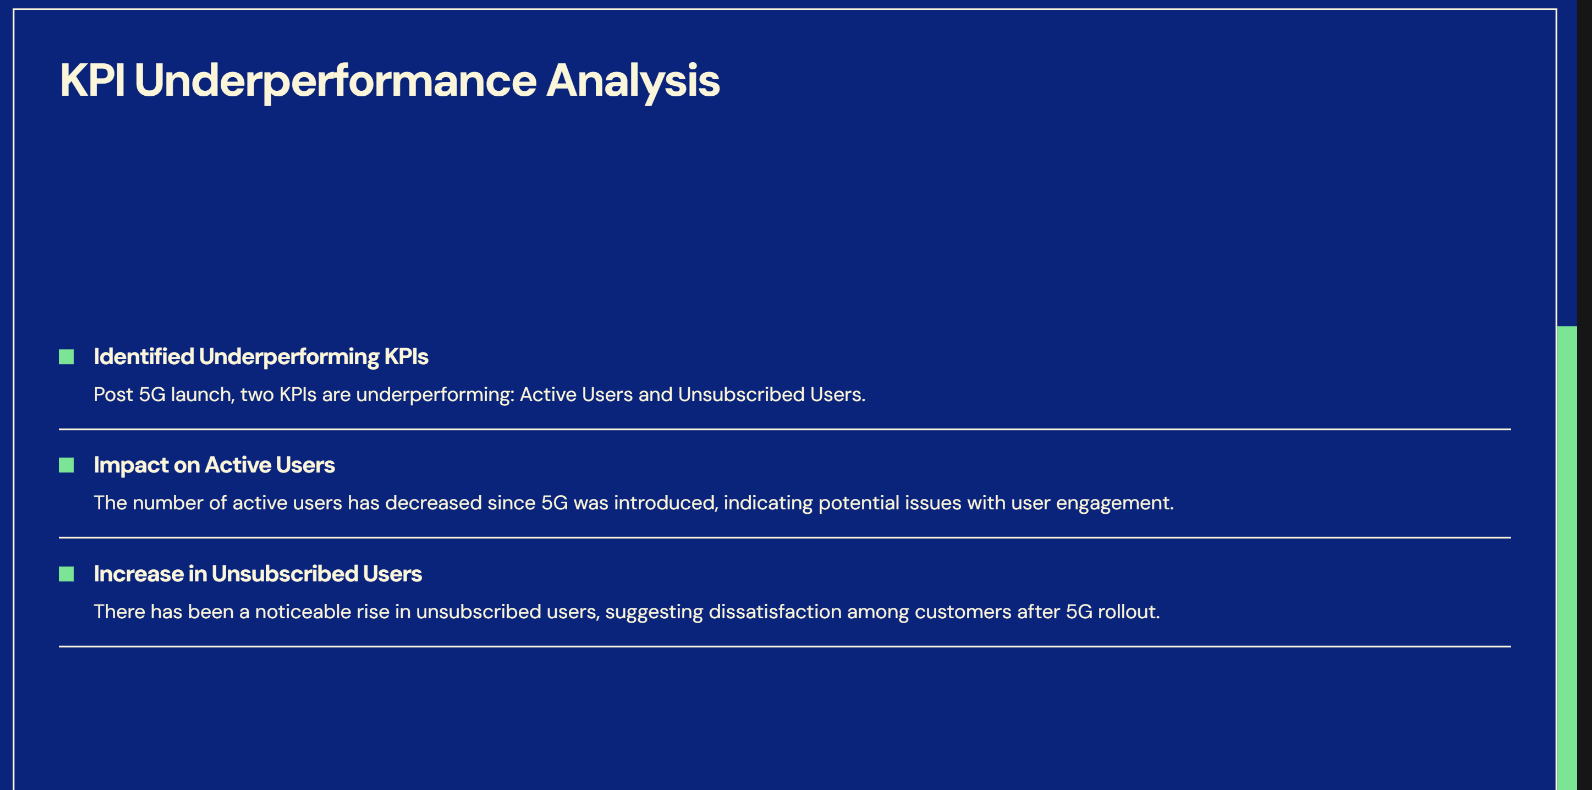 KPI Underperformance Analysis
Identified Underperforming KPIs
Post 5G launch, two KPIs are underperforming: Active Users and Unsubscribed Users.
Impact on Active Users
The number of active users has decreased since 5G was introduced, indicating potential issues with user engagement.
Increase in Unsubscribed Users
There has been a noticeable rise in unsubscribed users, suggesting dissatisfaction among customers after 5G rollout.